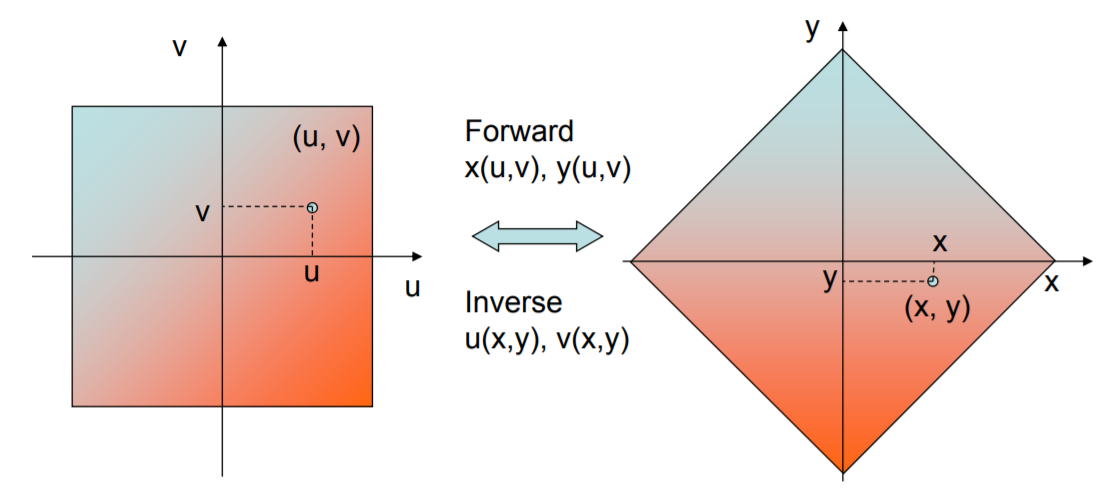 v
(u, v)
v
u
u
Forward
x(u,v), y(u,v)
Inverse
u(x,y), v(x,y)
y
x
y
x
(x, y)